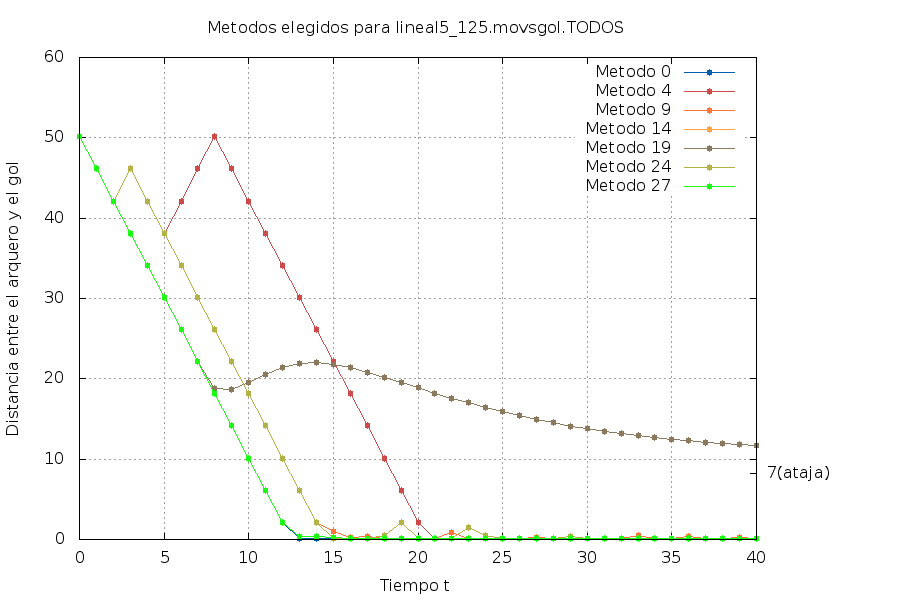 Metodos elegidos para lineal5_125.movsgol.TODOS
Distancia entre el arquero y el gol
60
50
40
30
20
10
0
Metodo 0
Metodo 4
Metodo 9
Metodo 14
Metodo 19
Metodo 24
Metodo 27
7(ataja)
0 5 10 15 20 25 30 35 40
Tiempo t